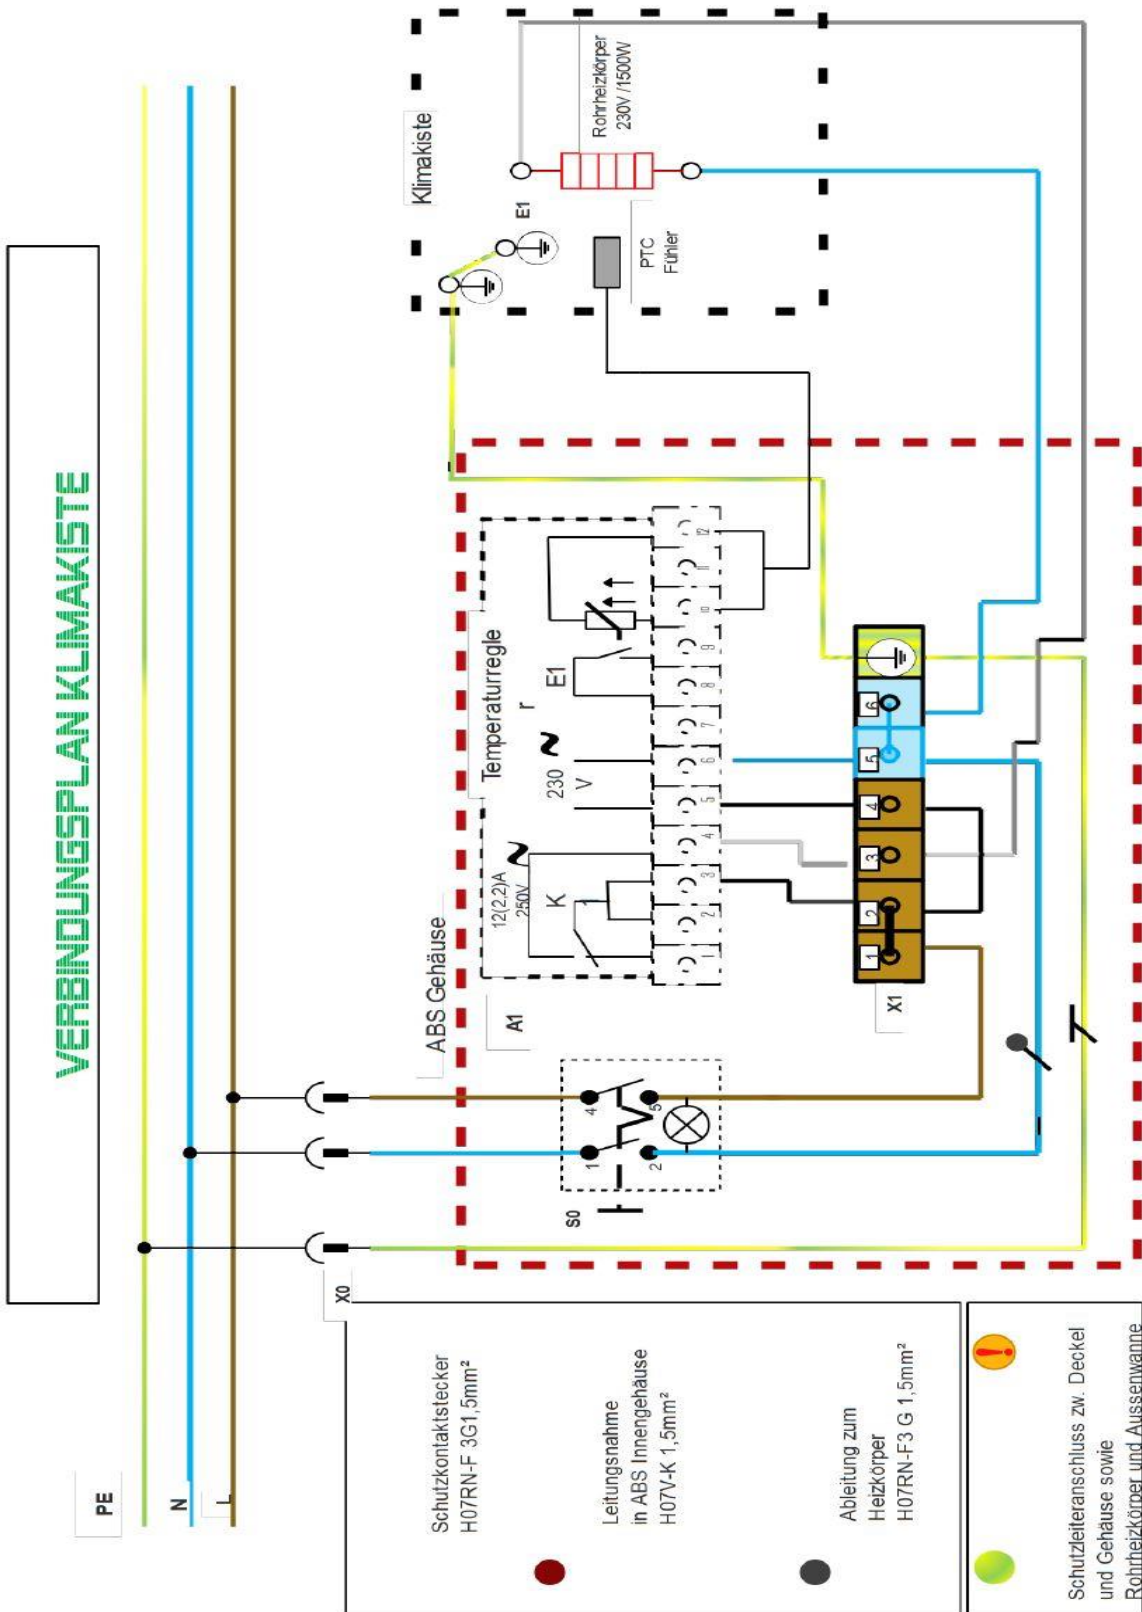 VERBINDUNGSPLAN KLIMAKISTE
PE
N
L
X0
Klimakiste
Rohrheizkörper
230V /1500W
E1
PTC
Fühler
ABS Gehäuse
A1
Temperaturregle
r
12(2,2)A
250V
K
230
V
E1
1
2
3
4
5
6
7
8
9
10
11
12
S0
1
2
4
5
X1
1
2
3
4
5
6
Schutzkontaktstecker
H07RN-F 3G1,5mm²
Leitungsnahme
in ABS Innengehäuse
H07V-K 1,5mm²
Ableitung zum
Heizkörper
H07RN-F3 G 1,5mm²
Schutzleiteranschluss zw. Deckel
und Gehäuse sowie
Rohrheizkörper und Aussenwanne